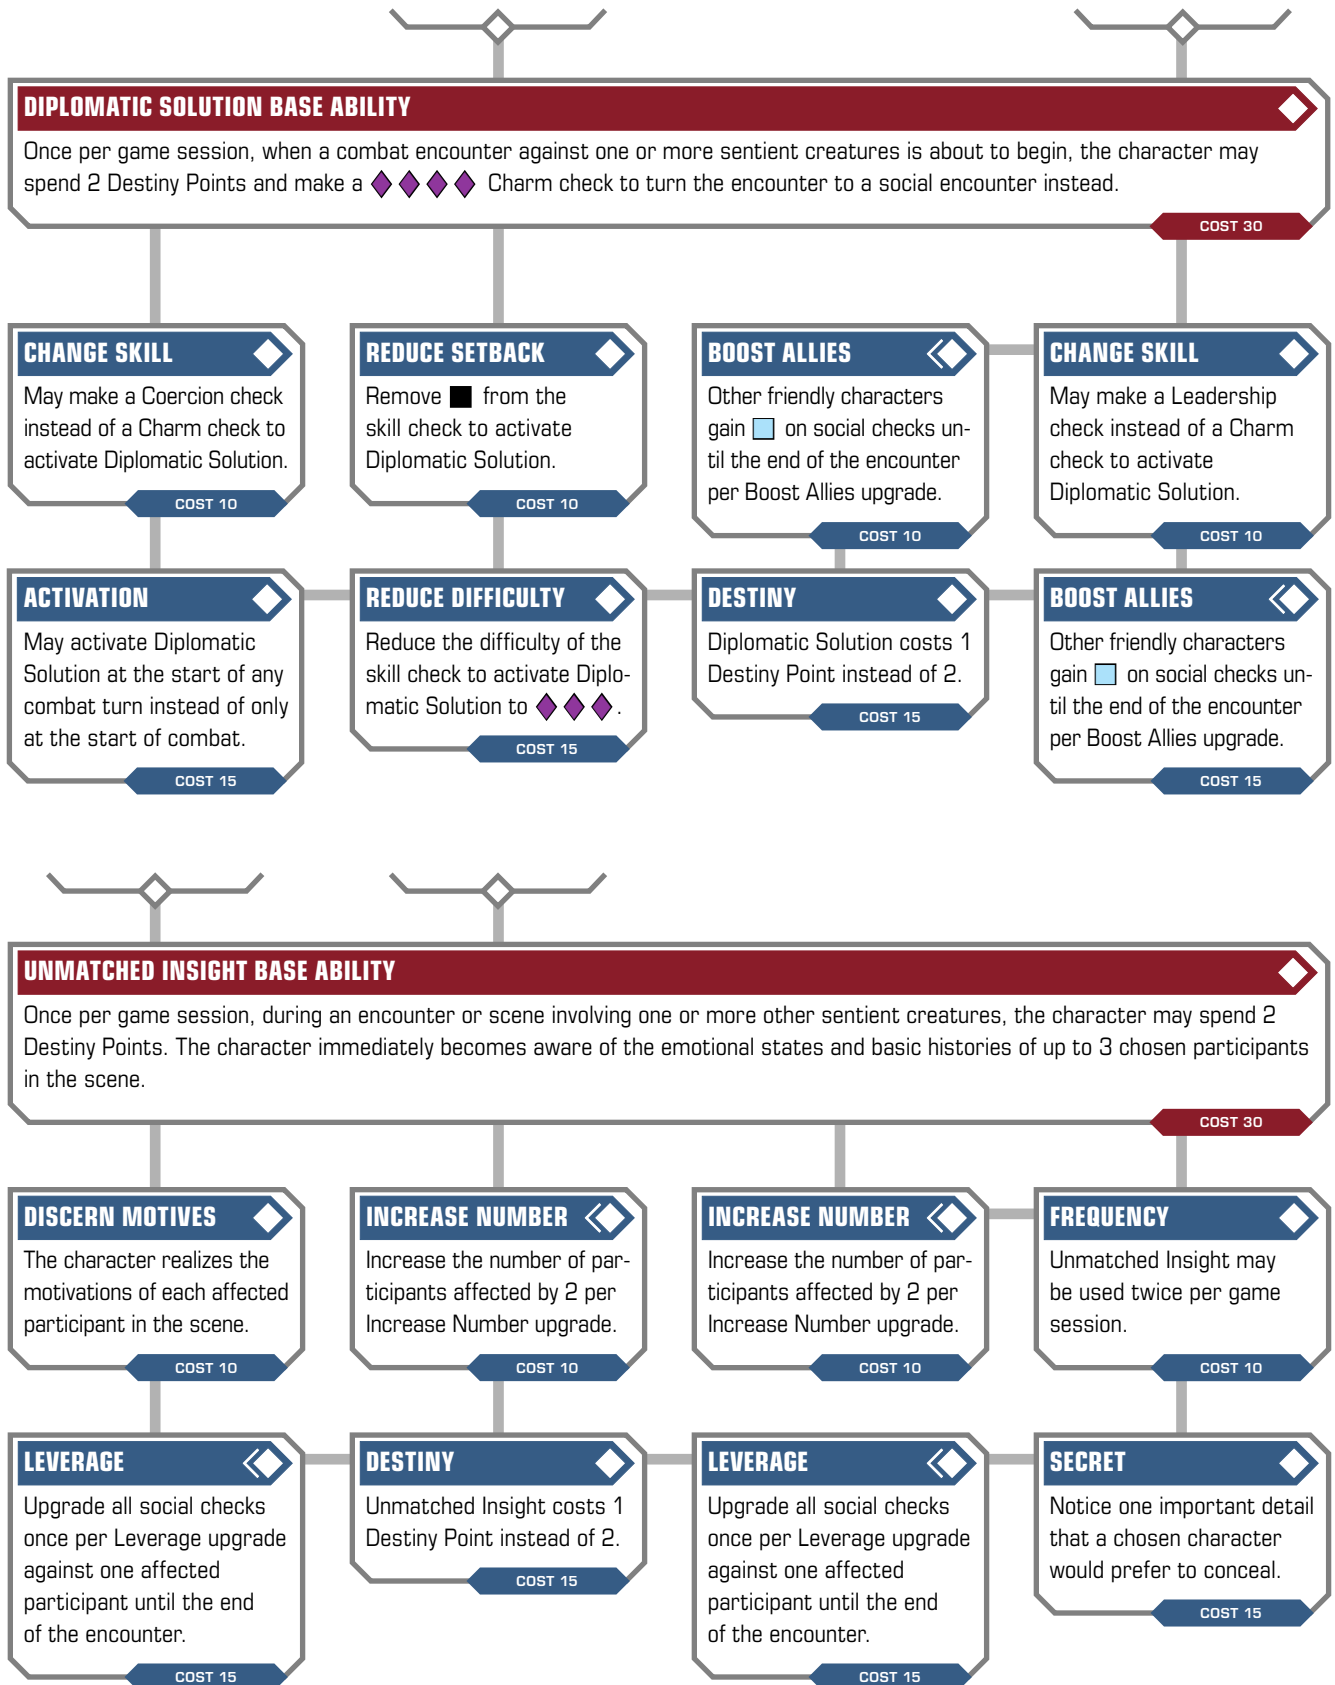 DIPLOMATIC SOLUTION BASE ABILITY
Once per game session, when a combat encounter against one or more sentient creatures is about to begin, the character may
spend 2 Destiny Points and make a Charm check to turn the encounter to a social encounter instead.
COST 30
CHANGE SKILL
May make a Coercion check
instead of a Charm check to
activate Diplomatic Solution.
COST 10
REDUCE SETBACK
Remove from the
skill check to activate
Diplomatic Solution.
COST 10
BOOST ALLIES
Other friendly characters
gain on social checks un-
til the end of the encounter
per Boost Allies upgrade.
COST 10
CHANGE SKILL
May make a Leadership
check instead of a Charm
check to activate
Diplomatic Solution.
COST 10
ACTIVATION
May activate Diplomatic
Solution at the start of any
combat turn instead of only
at the start of combat.
COST 15
REDUCE DIFFICULTY
Reduce the difficulty of the
skill check to activate Diplo-
matic Solution to .
COST 15
DESTINY
Diplomatic Solution costs 1
Destiny Point instead of 2.
COST 15
BOOST ALLIES
Other friendly characters
gain on social checks un-
til the end of the encounter
per Boost Allies upgrade.
COST 15
UNMATCHED INSIGHT BASE ABILITY
Once per game session, during an encounter or scene involving one or more other sentient creatures, the character may spend 2
Destiny Points. The character immediately becomes aware of the emotional states and basic histories of up to 3 chosen participants
in the scene.
COST 30
DISCERN MOTIVES
The character realizes the
motivations of each affected
participant in the scene.
COST 10
INCREASE NUMBER
Increase the number of par-
ticipants affected by 2 per
Increase Number upgrade.
COST 10
INCREASE NUMBER
Increase the number of par-
ticipants affected by 2 per
Increase Number upgrade.
COST 10
FREQUENCY
Unmatched Insight may
be used twice per game
session.
COST 10
LEVERAGE
Upgrade all social checks
once per Leverage upgrade
against one affected
participant until the end
of the encounter.
COST 15
DESTINY
Unmatched Insight costs 1
Destiny Point instead of 2.
COST 15
LEVERAGE
Upgrade all social checks
once per Leverage upgrade
against one affected
participant until the end
of the encounter.
COST 15
SECRET
Notice one important detail
that a chosen character
would prefer to conceal.
COST 15